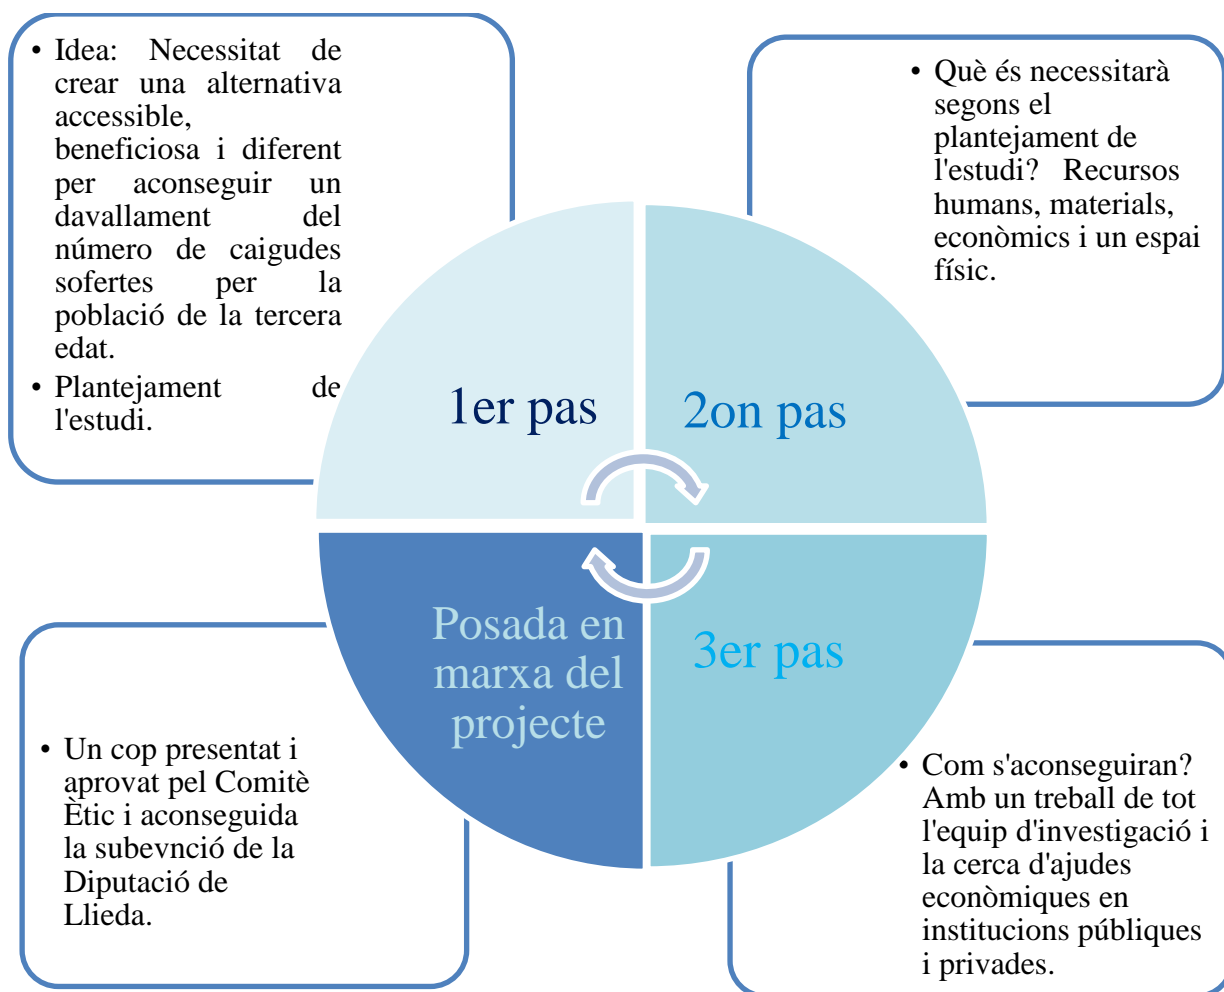 • Idea: Necessitat de
crear una alternativa
accessible,
beneficiosa i diferent
per aconseguir un
davallament del
número de caigudes
sofertes per la
població de la tercera
edat.
• Plantejament de
l'estudi.
• Què és necessitarà
segons el
plantejament de
l'estudi? Recursos
humans, materials,
econòmics i un espai
físic.
1er pas
2on pas
Posada en
marxa del
projecte
3er pas
• Un cop presentat i
aprovat pel Comitè
Ètic i aconseguida
la subevnció de la
Diputació de
Llieda.
• Com s'aconseguiran?
Amb un treball de tot
l'equip d'investigació i
la cerca d'ajudes
econòmiques en
institucions públiques
i privades.